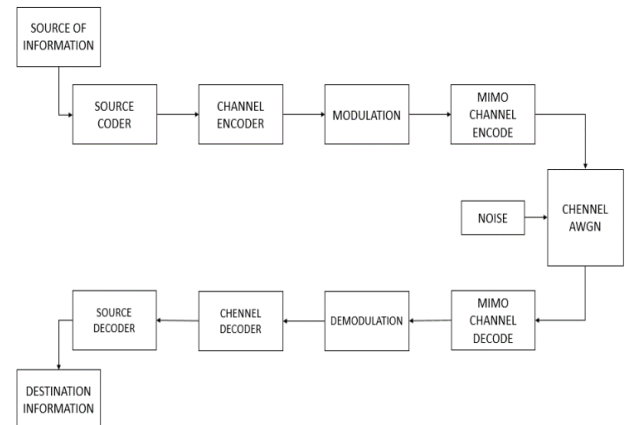 SOURCE OF
INFORMATION
SOURCE
CODER
CHANNEL
ENCODER
MODULATION
MIMO
CHANNEL
ENCODE
CHENNEL
AWGN
NOISE
MIMO
CHANNEL
DECODE
DEMODULATION
CHENNEL
DECODER
SOURCE
DECODER
DESTINATION
INFORMATION